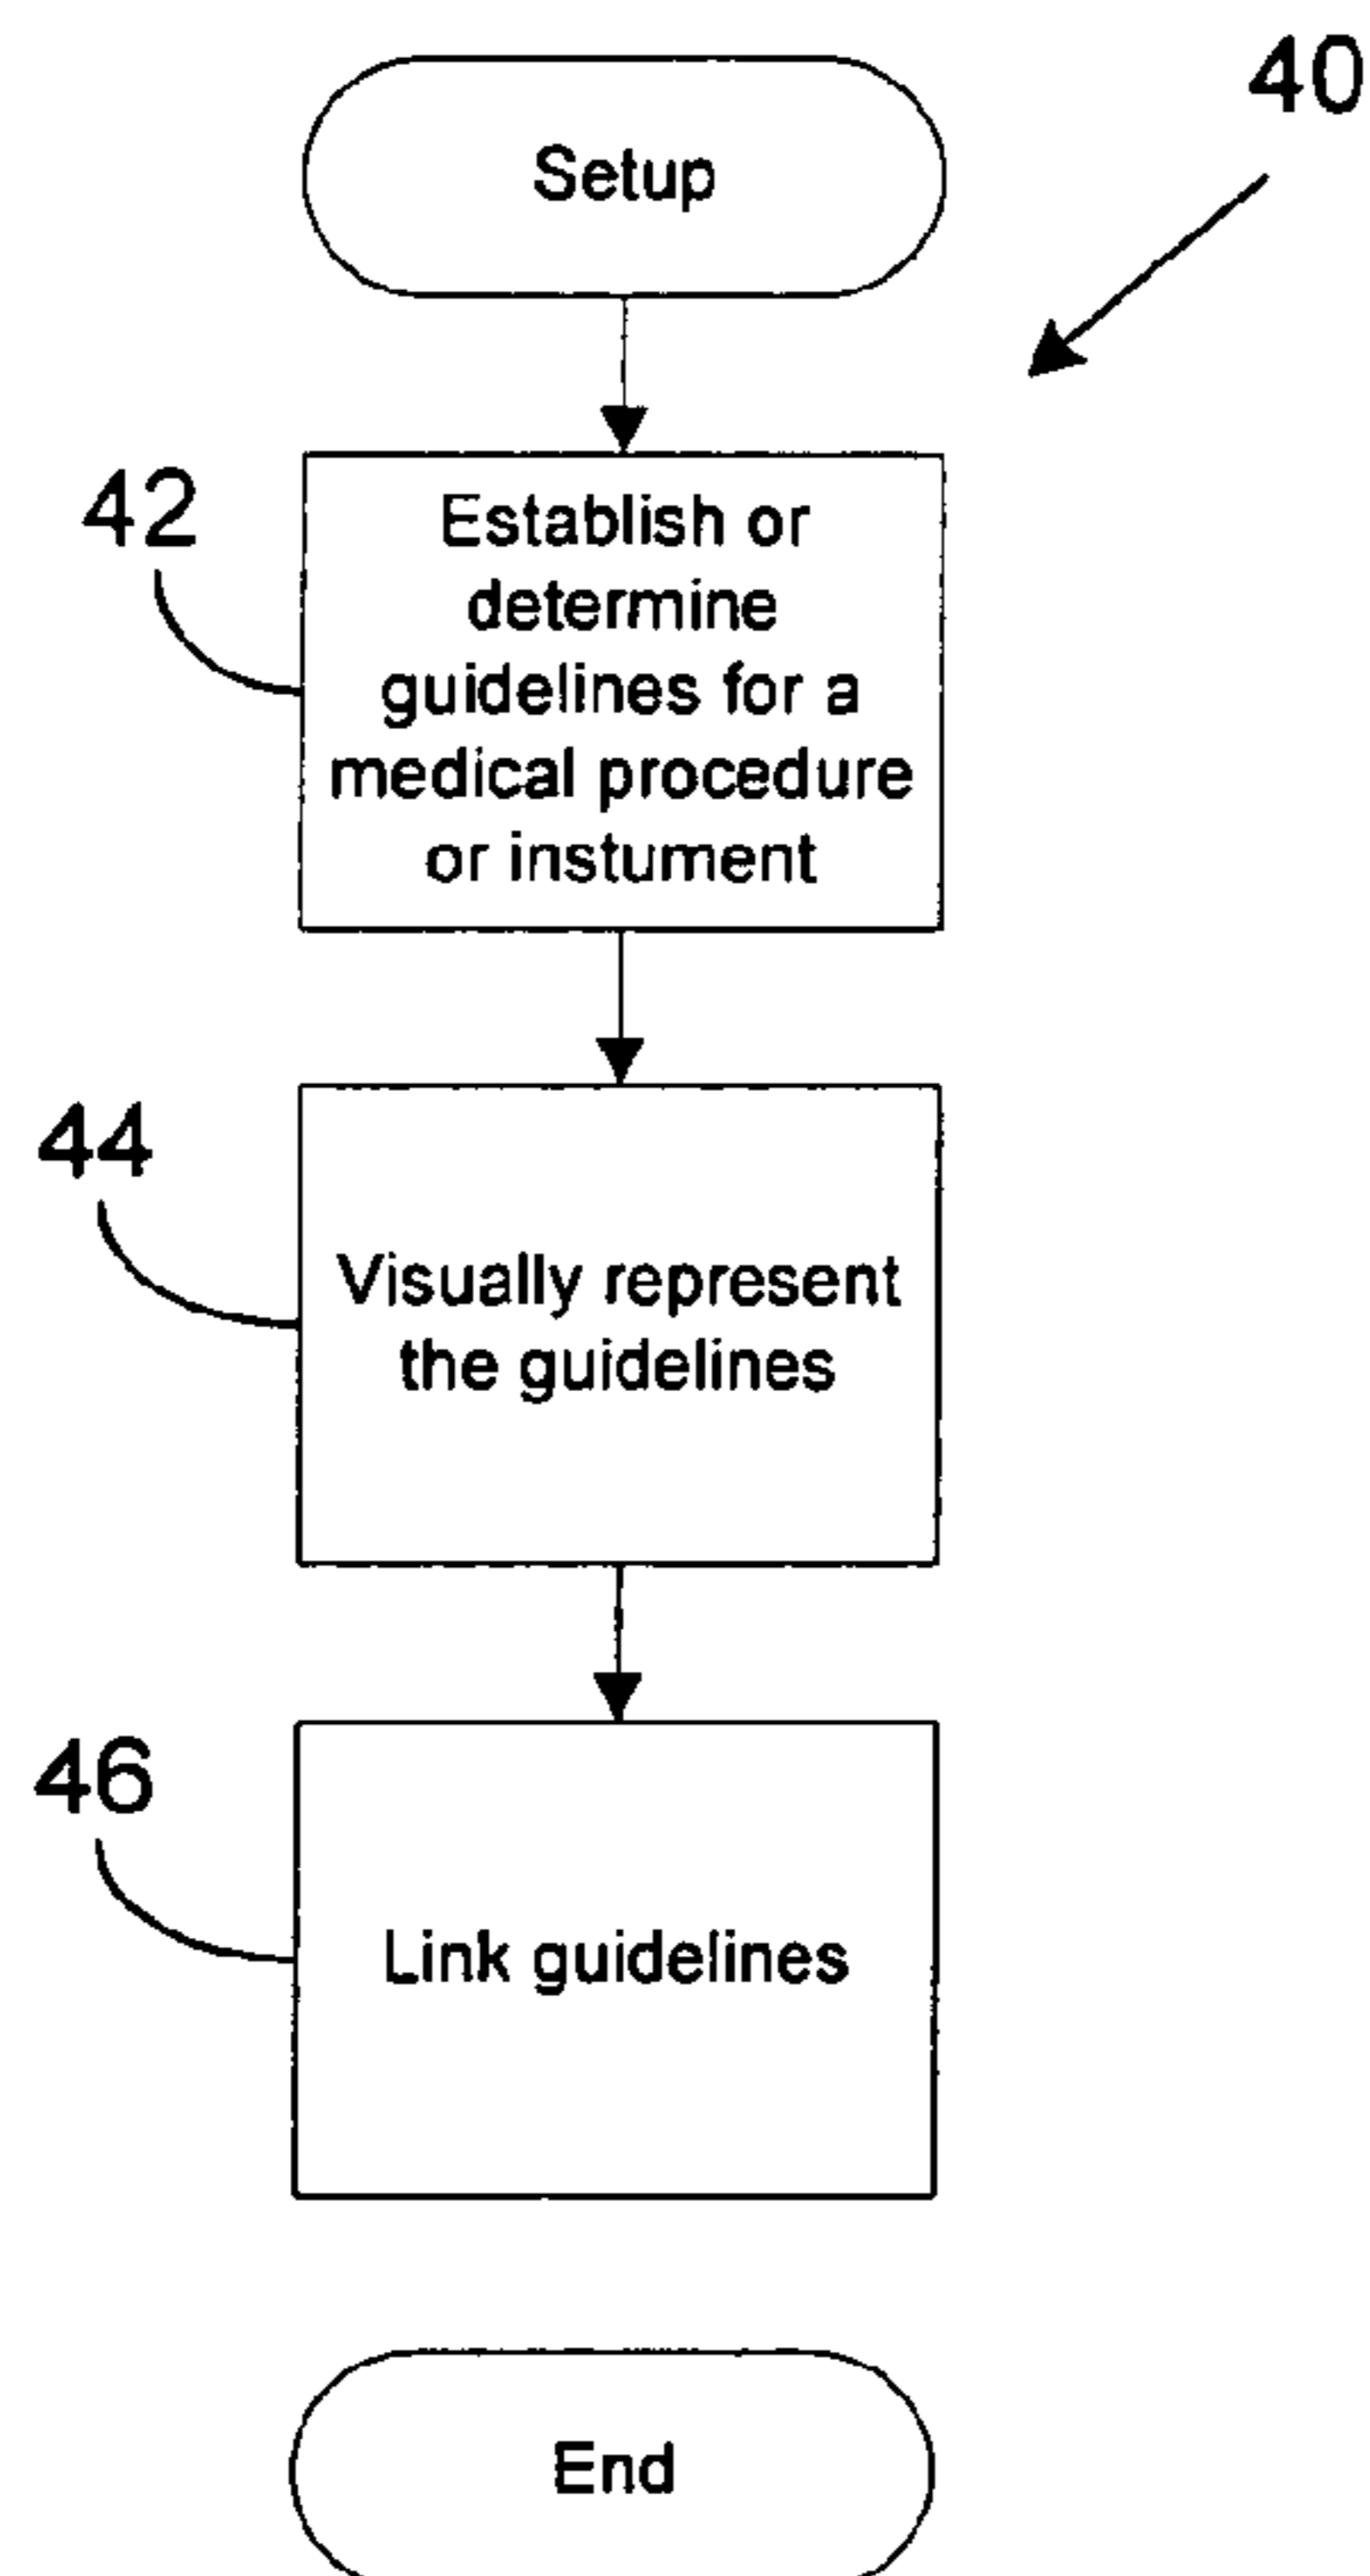 40
Setup
42
Establish or
determine
guidelines for a
medical procedure
or instument
44
Visually represent
the guidelines
46
Link guidelines
End